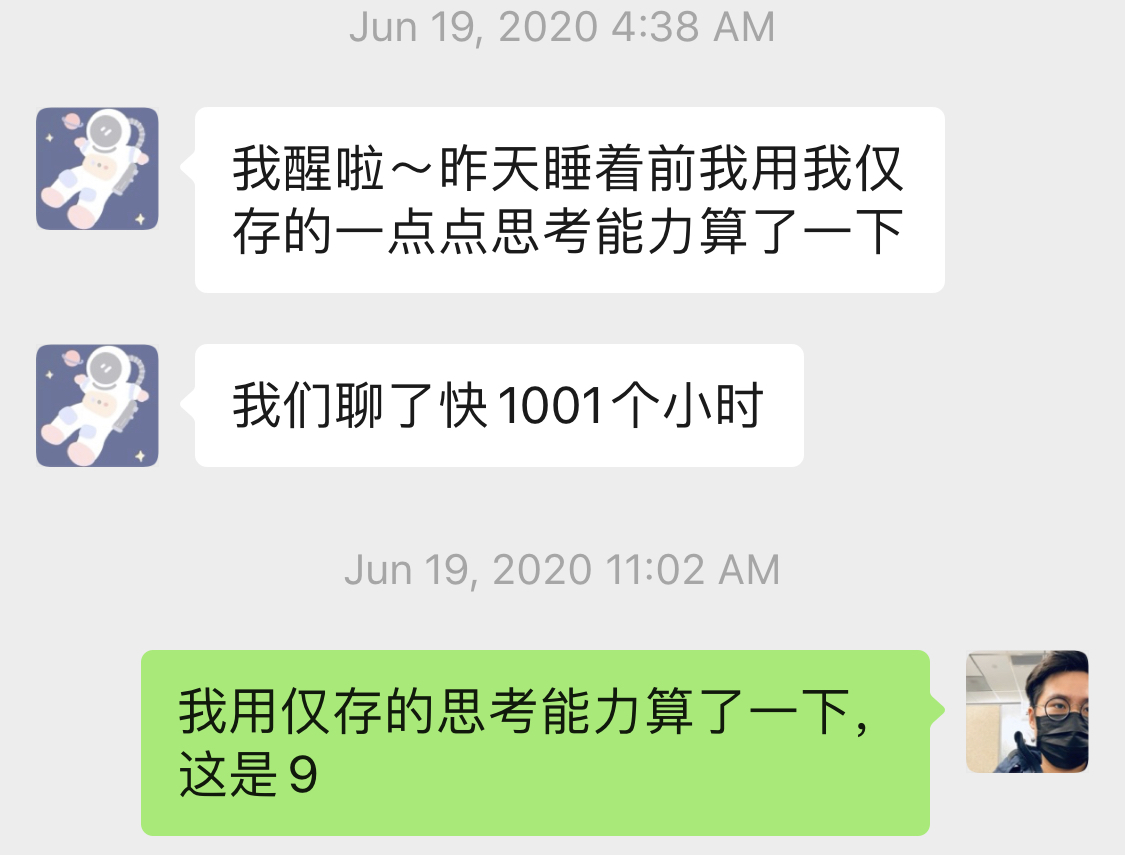 Jun 19, 2020 4:38 AM
我醒啦～昨天睡着前我用我仅
存的一点点思考能力算了一下
我们聊了快1001个小时
Jun 19, 2020 11:02 AM
我用仅存的思考能力算了一下，
这是9